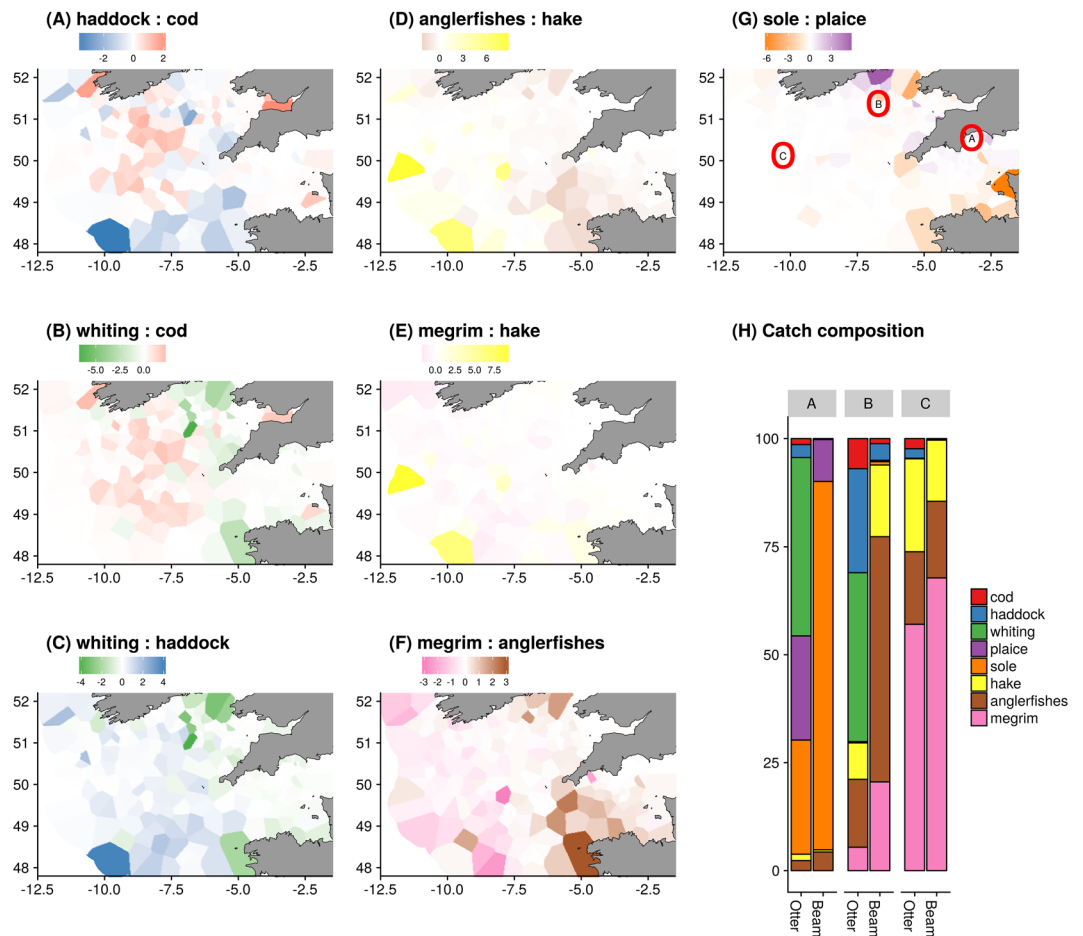 (A) haddock : cod
-2 0 2
52
51
50
49
48
-12.5 -10.0 -7.5 -5.0 -2.5
(D) anglerfishes : hake
0 3 6
52
51
50
49
48
-12.5 -10.0 -7.5 -5.0 -2.5
(G) sole : plaice
-6 -3 0 3
52
51
50
49
48
B
A
C
-12.5 -10.0 -7.5 -5.0 -2.5
(B) whiting : cod
-5.0 -2.5 0.0
52
51
50
49
48
-12.5 -10.0 -7.5 -5.0 -2.5
(E) megrim : hake
0.0 2.5 5.0 7.5
52
51
50
49
48
-12.5 -10.0 -7.5 -5.0 -2.5
(H) Catch composition
A B C
100
75
50
25
0
Otter Beam Otter Beam Otter Beam
cod
haddock
whiting
plaice
sole
hake
anglerfishes
megrim
(C) whiting : haddock
-4 -2 0 2 4
52
51
50
49
48
-12.5 -10.0 -7.5 -5.0 -2.5
(F) megrim : anglerfishes
-3 -2 -1 0 1 2 3
52
51
50
49
48
-12.5 -10.0 -7.5 -5.0 -2.5